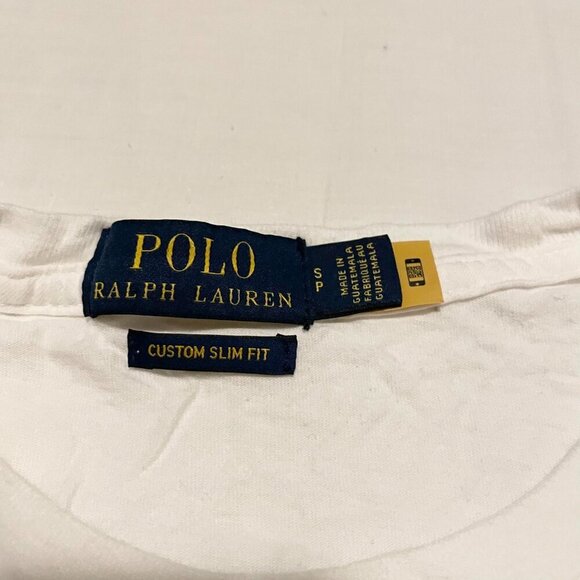 POLO
RALPH LAUREN
CUSTOM SLIM FIT
S
P
MADE IN
GUATEMALA
FABRIQUÉ AU
GUATEMALA